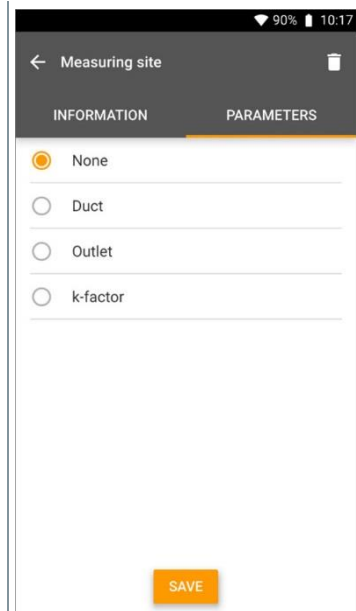 90% 10:17
Measuring site
INFORMATION PARAMETERS
None
Duct
Outlet
k-factor
SAVE